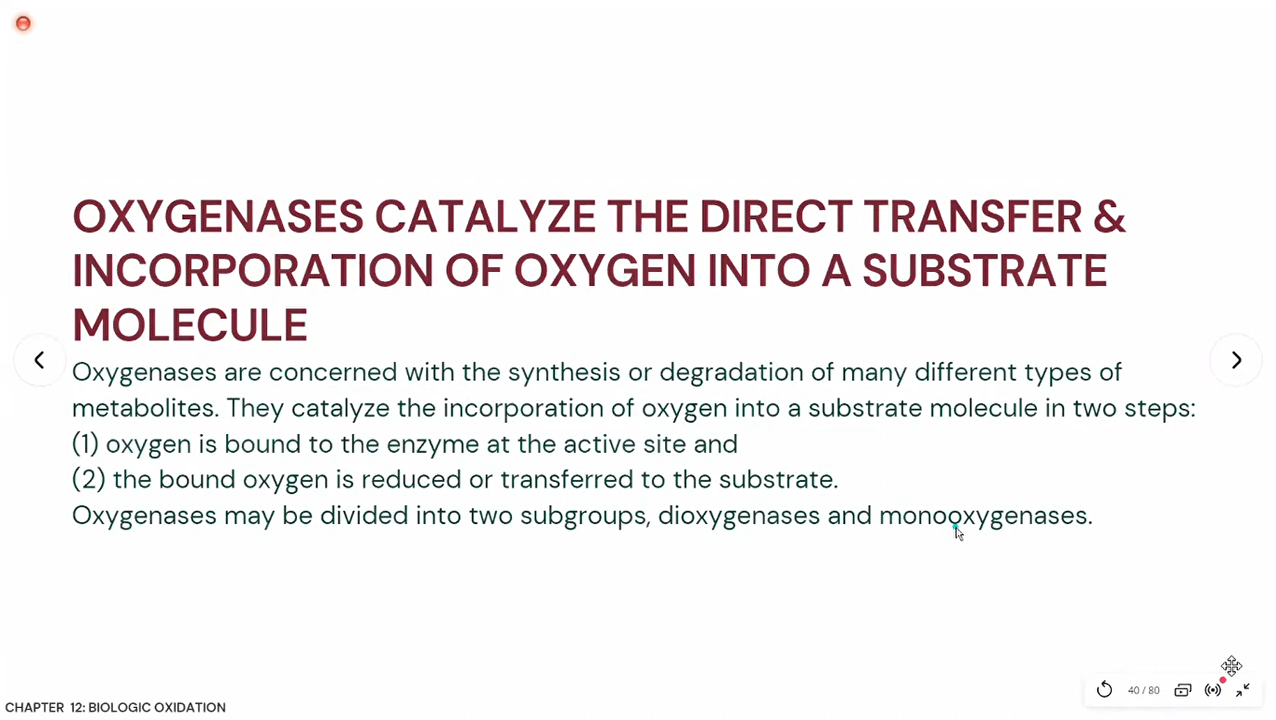 OXYGENASES CATALYZE THE DIRECT TRANSFER &
INCORPORATION OF OXYGEN INTO A SUBSTRATE
MOLECULE
Oxygenases are concerned with the synthesis or degradation of many different types of
metabolites. They catalyze the incorporation of oxygen into a substrate molecule in two steps:
(1) oxygen is bound to the enzyme at the active site and
(2) the bound oxygen is reduced or transferred to the substrate.
Oxygenases may be divided into two subgroups, dioxygenases and monooxygenases.
40 / 80
CHAPTER 12: BIOLOGIC OXIDATION